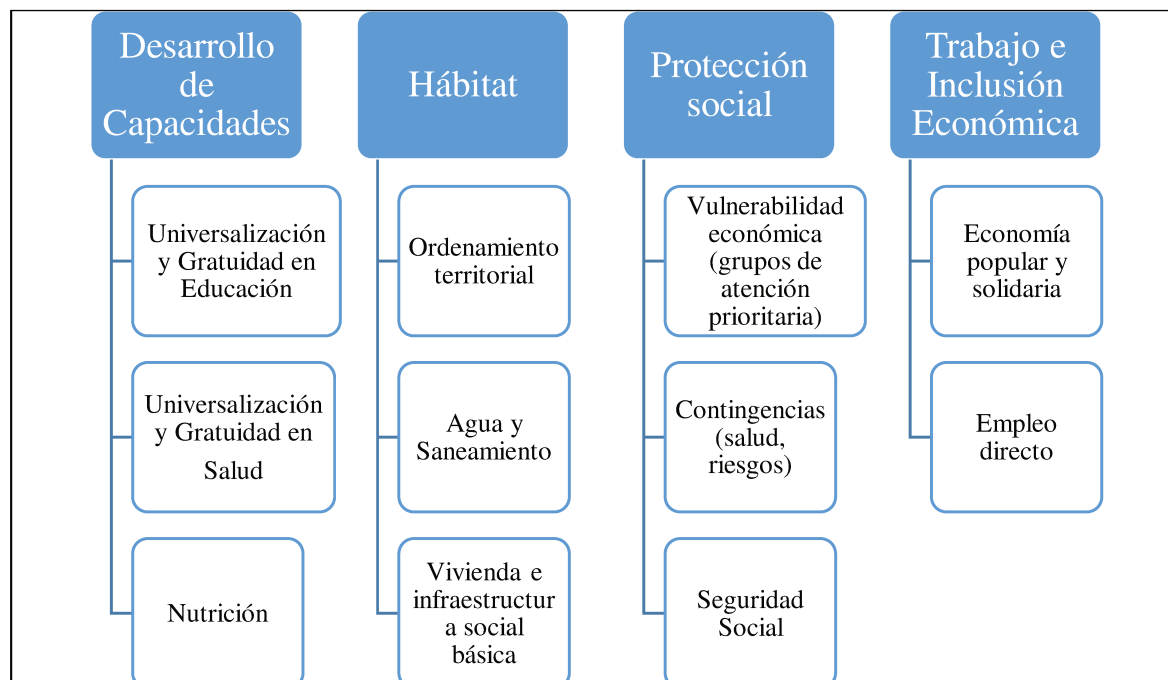 Desarrollo
de
Capacidades
Universalización
y Gratuidad en
Educación
Universalización
y Gratuidad en
Salud
Nutrición
Hábitat
Ordenamiento
territorial
Agua y
Saneamiento
Vivienda e
infraestructur
a social
básica
Protección
social
Vulnerabilidad
económica
(grupos de
atención
prioritaria)
Contingencias
(salud,
riesgos)
Seguridad
Social
Trabajo e
Inclusión
Económica
Economía
popular y
solidaria
Empleo
directo